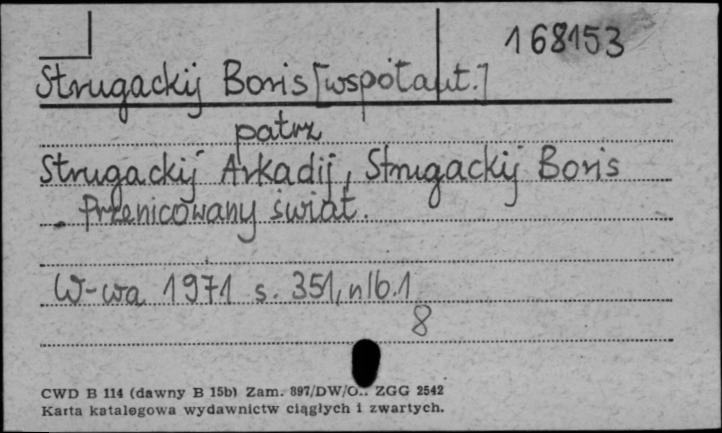 168153
Strugackij Boris [współaut.]
patrz
Strugackij Arkadij, Strugackij Boris
Przenicowany świat.
W-wa 1971 s. 351, nlb. 1
8
CWD B 114 (dawny B 15b) Zam. 897/DW/O.. ZGG 2542
Karta katalogowa wydawnictw ciągłych i zwartych.